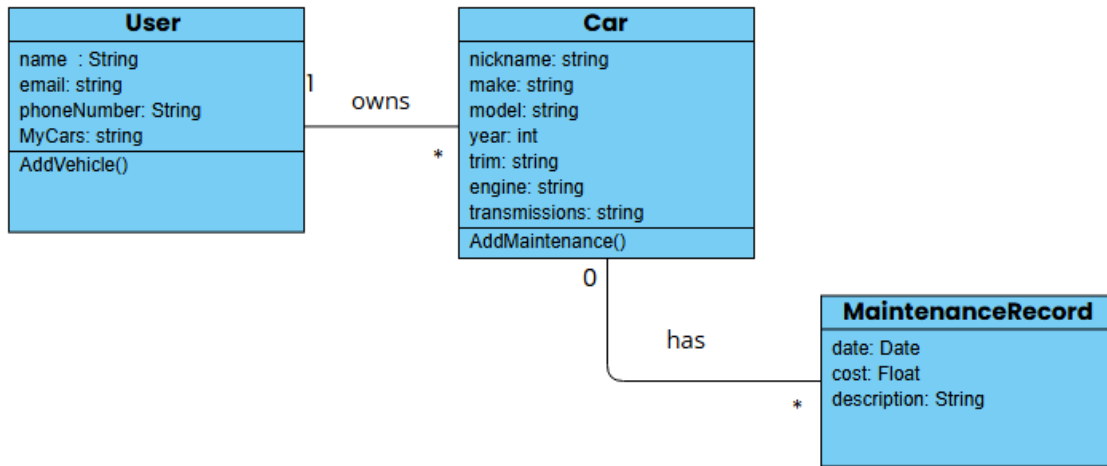 User
name : String
email: string
phoneNumber: String
MyCars: string
AddVehicle()
1
owns
*
Car
nickname: string
make: string
model: string
year: int
trim: string
engine: string
transmissions: string
AddMaintenance()
0
has
*
MaintenanceRecord
date: Date
cost: Float
description: String